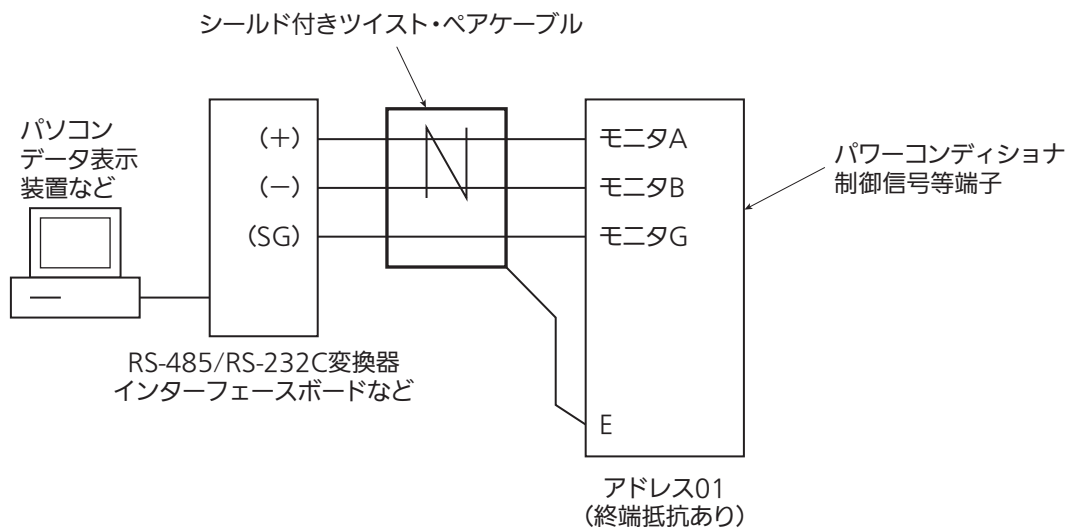 シールド付きツイスト・ペアケーブル
パソコン
データ表示
装置など
(+)
(−)
(SG)
モニタA
モニタB
モニタG
E
パワーコンディショナ
制御信号等端子
RS-485/RS-232C変換器
インターフェースボードなど
アドレス01
(終端抵抗あり)